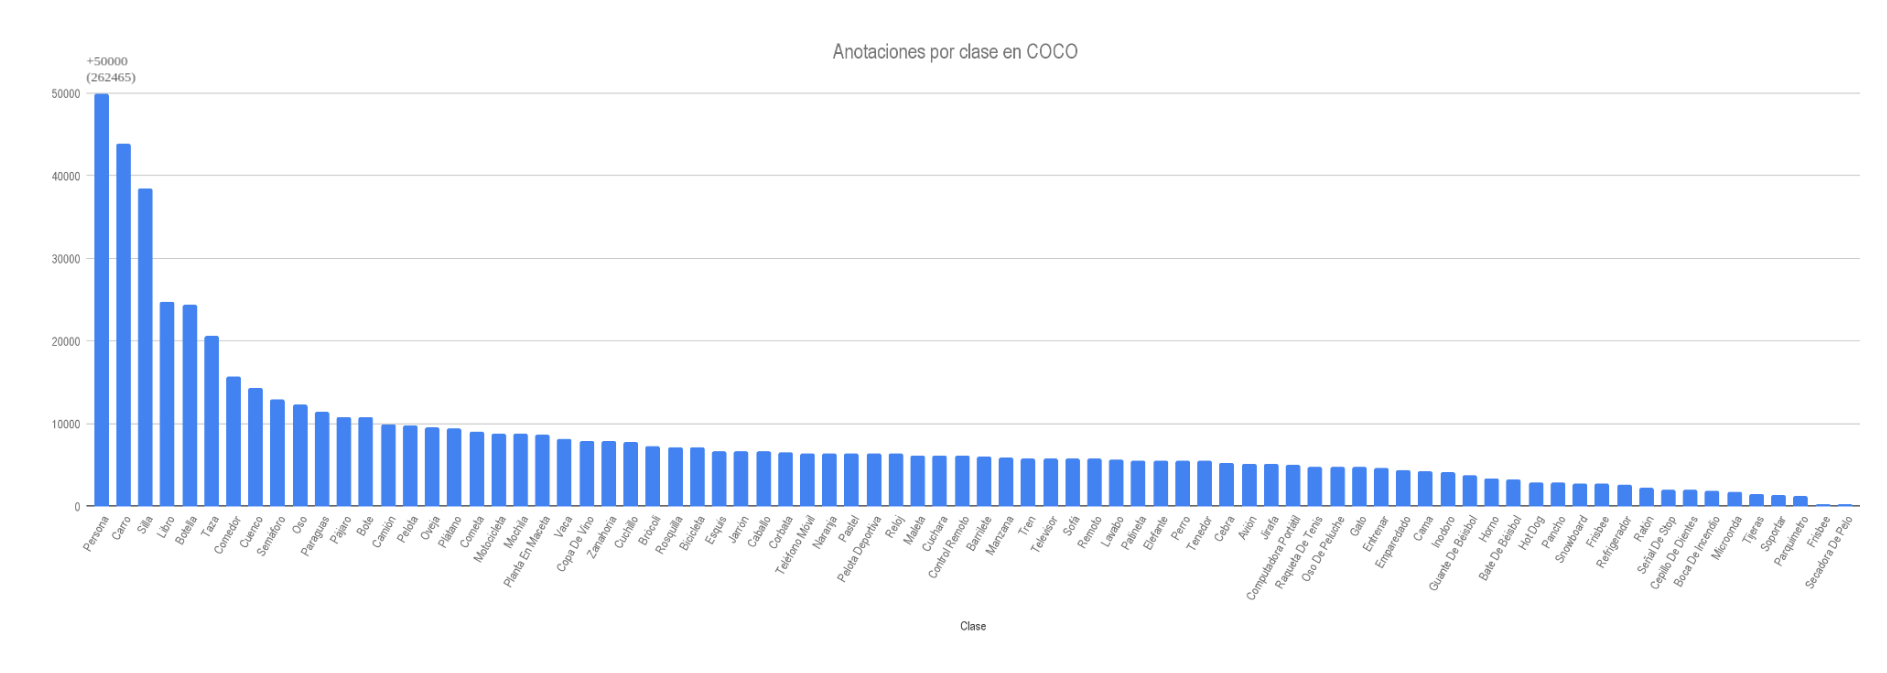 Anotaciones por clase en COCO
+50000
(262465)
50000
40000
30000
20000
10000
0
Persona
Carro
Silla
Libro
Botella
Taza
Comedor
Cuenco
Semáforo
Oso
Paraguas
Pájaro
Bote
Camión
Pelota
Oveja
Plátano
Cometa
Motocicleta
Mochila
Planta En Maceta
Vaca
Copa De Vino
Zanahoria
Cuchillo
Brócoli
Rosquilla
Bicicleta
Esquís
Jarrón
Caballo
Corbata
Teléfono Móvil
Naranja
Pastel
Pelota Deportiva
Reloj
Maleta
Cuchara
Control Remoto
Barrilete
Manzana
Tren
Televisor
Sofá
Remoto
Lavabo
Patineta
Elefante
Perro
Tenedor
Cebra
Avión
Jirafa
Computadora Portátil
Raqueta De Tenis
Oso De Peluche
Gato
Entrenar
Emparedado
Cama
Inodoro
Guante De Béisbol
Horno
Bate De Béisbol
Hot Dog
Pancho
Snowboard
Frisbee
Refrigerador
Ratón
Señal De Stop
Cepillo De Dientes
Boca De Incendio
Microonda
Tijeras
Soportar
Parquímetro
Frisbee
Secadora De Pelo
Clase